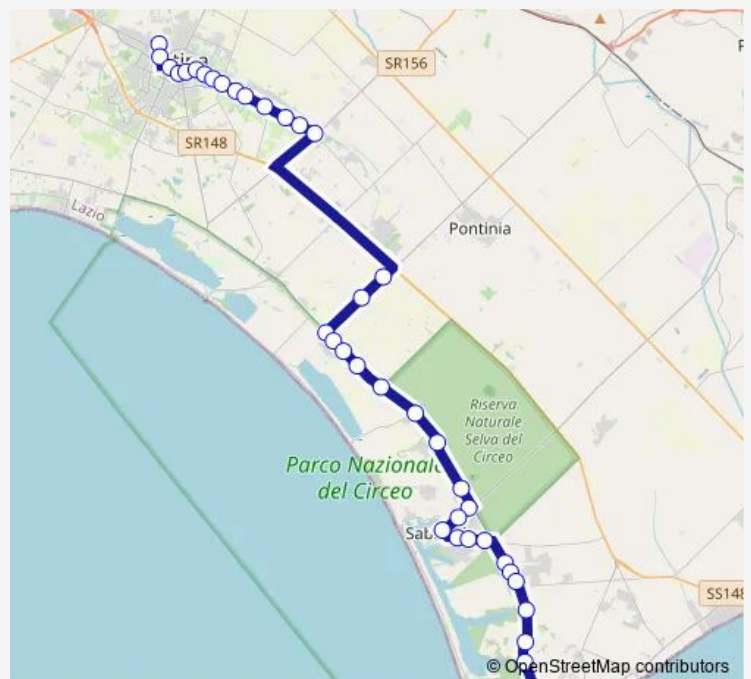 SR156
SR148
Lazio
Pontinia
Riserva
Naturale
Selva del
Circeo
Parco Nazionale
del Circeo
SS148
© OpenStreetMap contributors